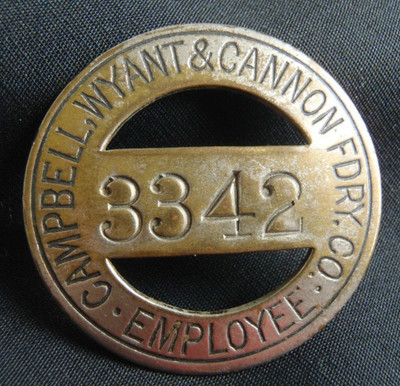 CAMPBELL, WYANT & CANNON FDRY. CO.
3342
· EMPLOYEE ·